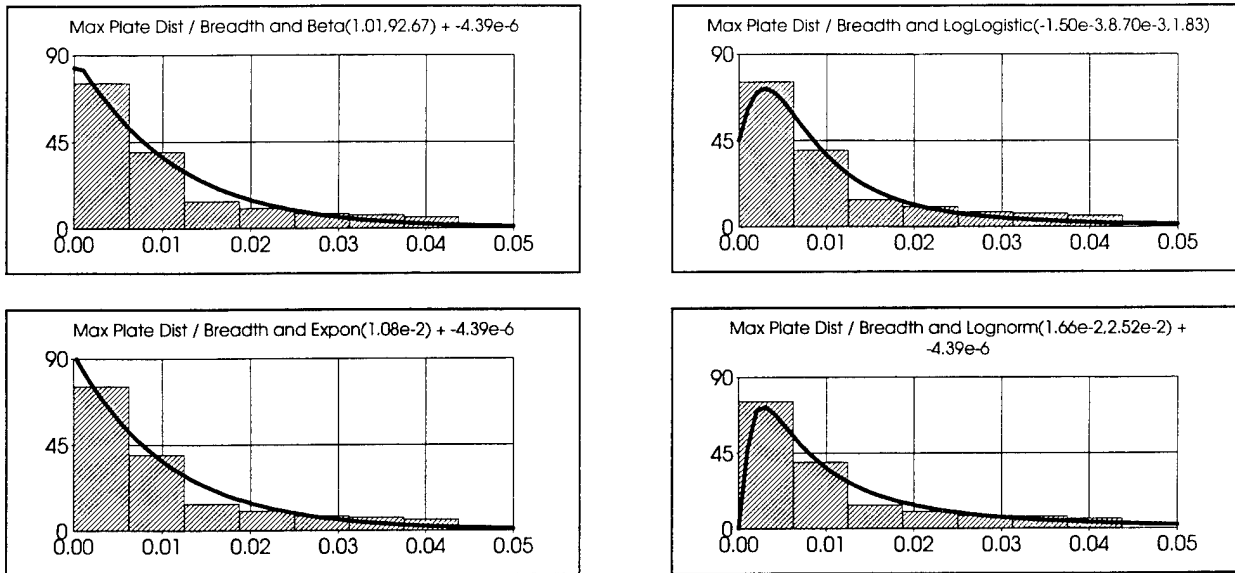 Max Plate Dist / Breadth and Beta(1.01,92.67) + -4.39e-6
90
45
0
0.00 0.01 0.02 0.03 0.04 0.05
Max Plate Dist / Breadth and LogLogistic(-1.50e-3,8.70e-3,1.83)
90
45
0
0.00 0.01 0.02 0.03 0.04 0.05
Max Plate Dist / Breadth and Expon(1.08e-2) + -4.39e-6
90
45
0
0.00 0.01 0.02 0.03 0.04 0.05
Max Plate Dist / Breadth and Lognorm(1.66e-2,2.52e-2) +
-4.39e-6
90
45
0
0.00 0.01 0.02 0.03 0.04 0.05